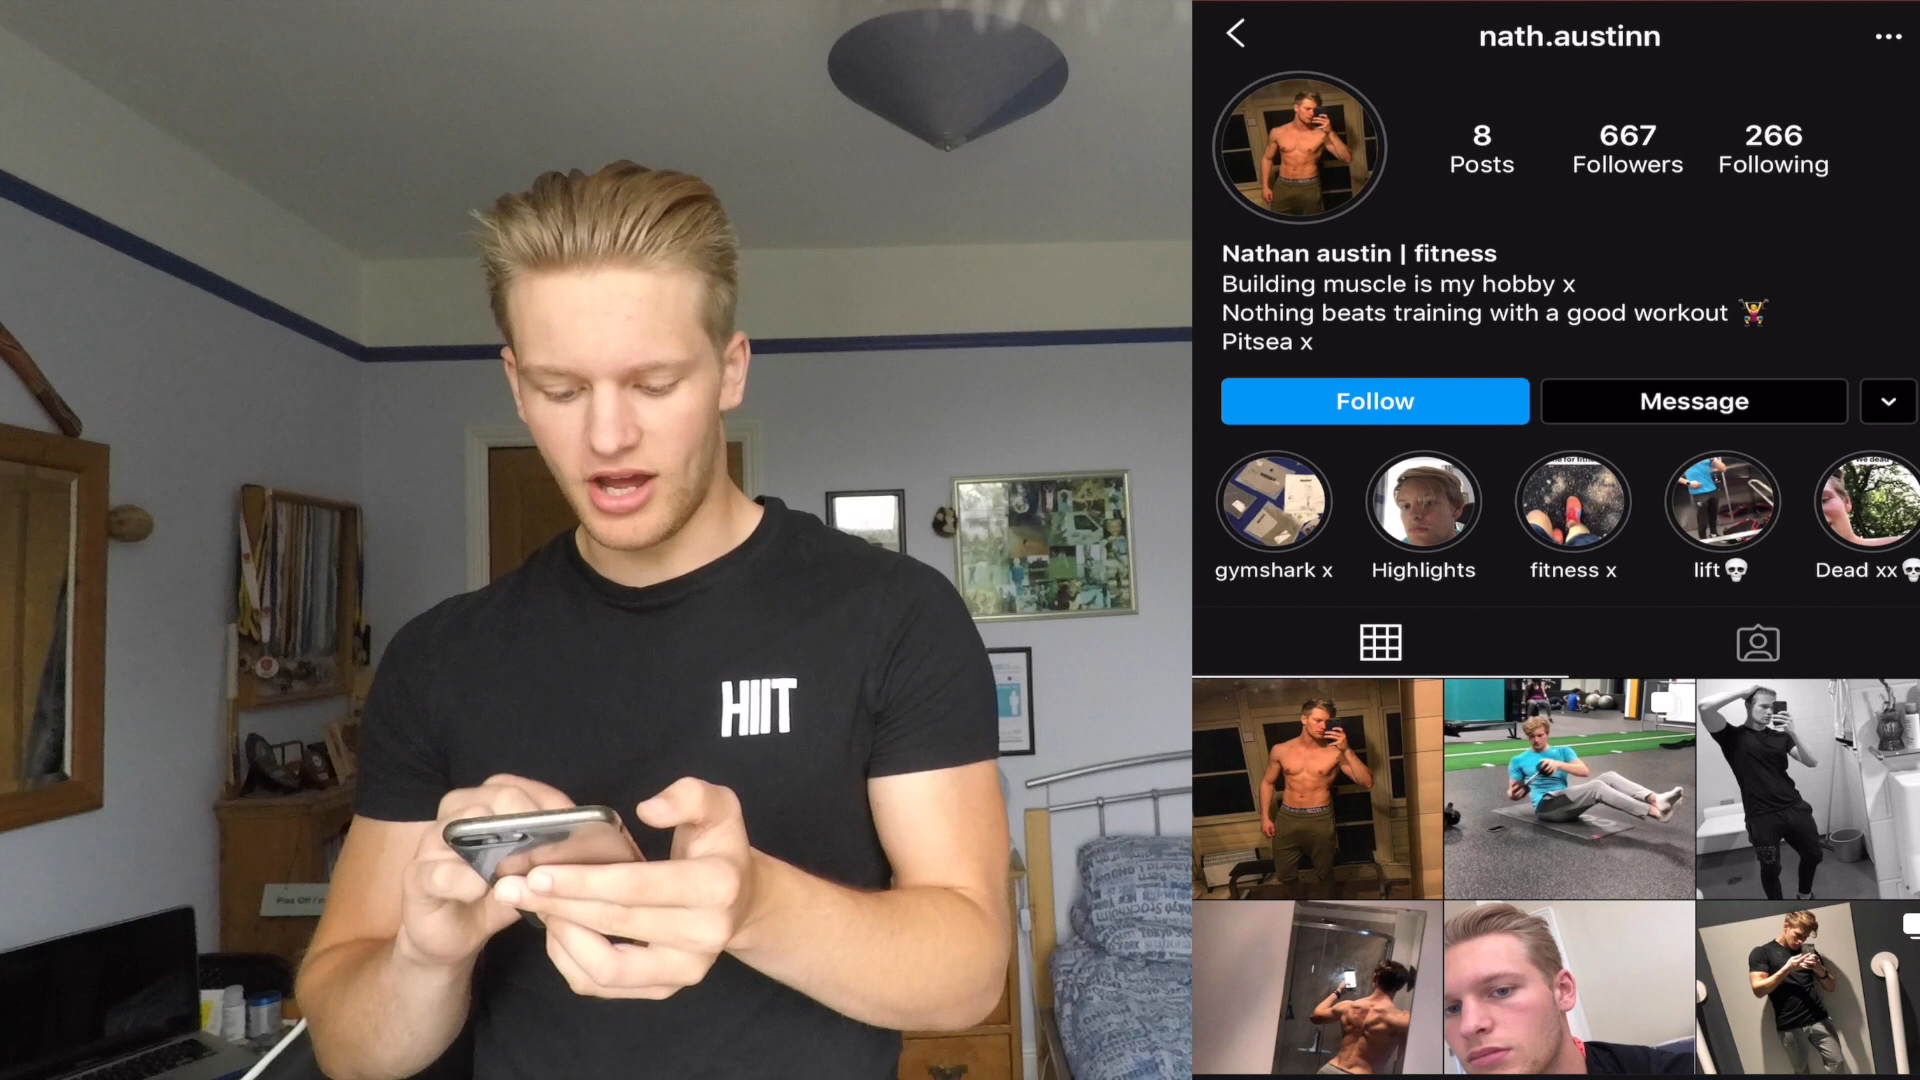 HIIT
nath.austinn
8
Posts
667
Followers
266
Following
Nathan austin | fitness
Building muscle is my hobby x
Nothing beats training with a good workout 🏋️
Pitsea x
Follow
Message
gymshark x
Highlights
fitness x
lift💀
Dead xx 💀